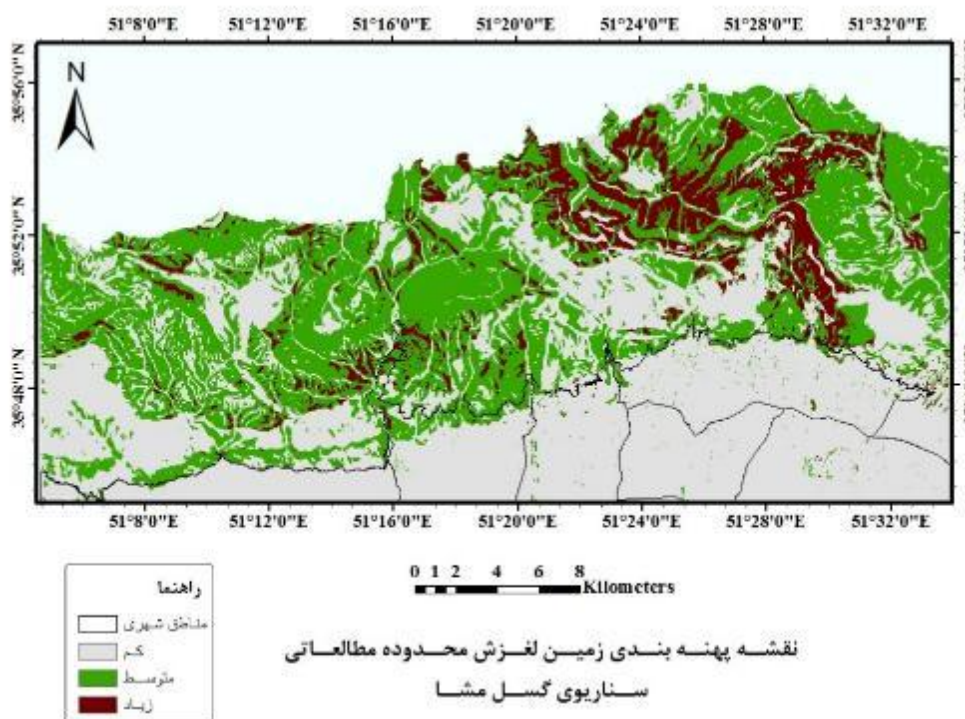 51°8'0"E 51°12'0"E 51°16'0"E 51°20'0"E 51°24'0"E 51°28'0"E 51°32'0"E
N
35°56'0"N
35°52'0"N
35°48'0"N
51°8'0"E 51°12'0"E 51°16'0"E 51°20'0"E 51°24'0"E 51°28'0"E 51°32'0"E
0 1 2 4 6 8
Kilometers
راهنما
مناطق شهری
کم
متوسط
زیاد
نقشه پهنه بندی زمین لغزش محدوده مطالعاتی
سناریوی گسل مشا